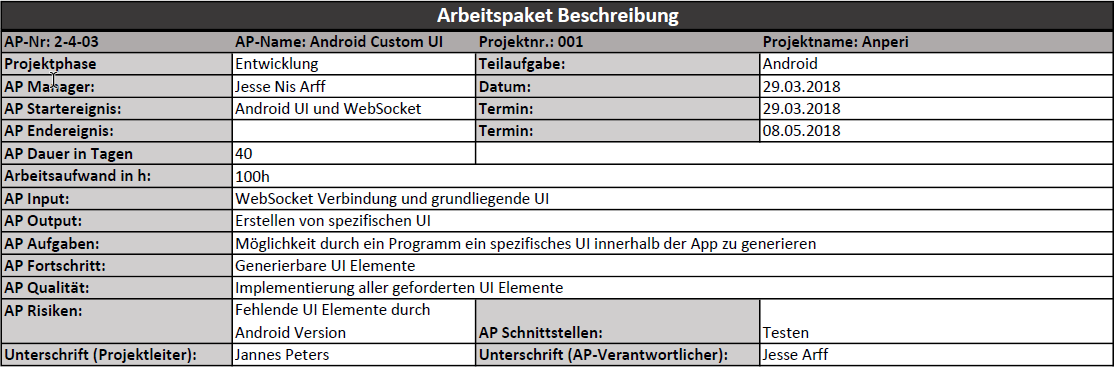 Arbeitspaket Beschreibung
AP-Nr: 2-4-03 AP-Name: Android Custom UI Projektnr.: 001 Projektname: Anperi
Projektphase Entwicklung Teilaufgabe: Android
AP Manager: Jesse Nis Arff Datum: 29.03.2018
AP Startereignis: Android UI und WebSocket Termin: 29.03.2018
AP Endereignis: Termin: 08.05.2018
AP Dauer in Tagen 40
Arbeitsaufwand in h: 100h
AP Input: WebSocket Verbindung und grundliegende UI
AP Output: Erstellen von spezifischen UI
AP Aufgaben: Möglichkeit durch ein Programm ein spezifisches UI innerhalb der App zu generieren
AP Fortschritt: Generierbare UI Elemente
AP Qualität: Implementierung aller geforderten UI Elemente
AP Risiken: Fehlende UI Elemente durch
Android Version AP Schnittstellen: Testen
Unterschrift (Projektleiter): Jannes Peters Unterschrift (AP-Verantwortlicher): Jesse Arff